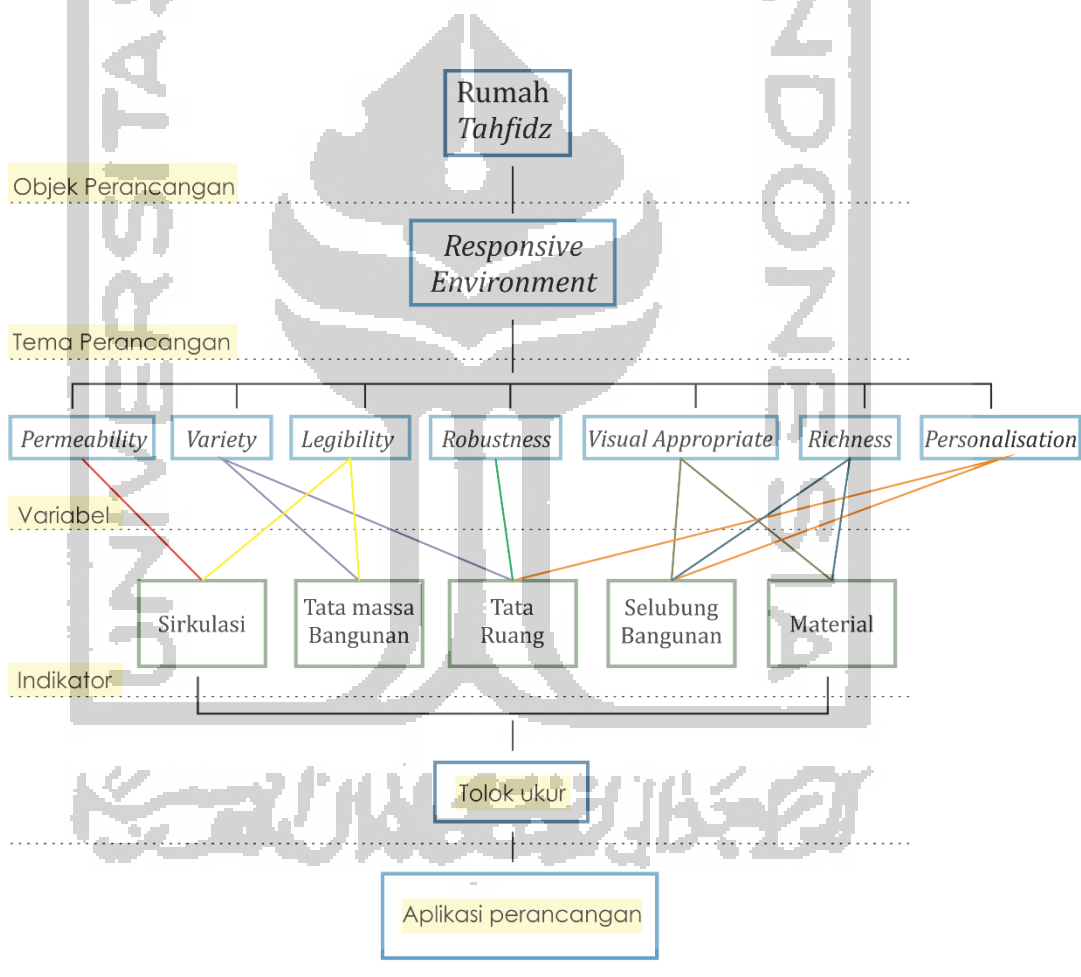 Rumah
Tahfidz
Objek Perancangan
Responsive
Environment
Tema Perancangan
Permeability
Variety
Legibility
Robustness
Visual Appropriate
Richness
Personalisation
Variabel
Sirkulasi
Tata massa
Bangunan
Tata
Ruang
Selubung
Bangunan
Material
Indikator
Tolok ukur
Aplikasi perancangan